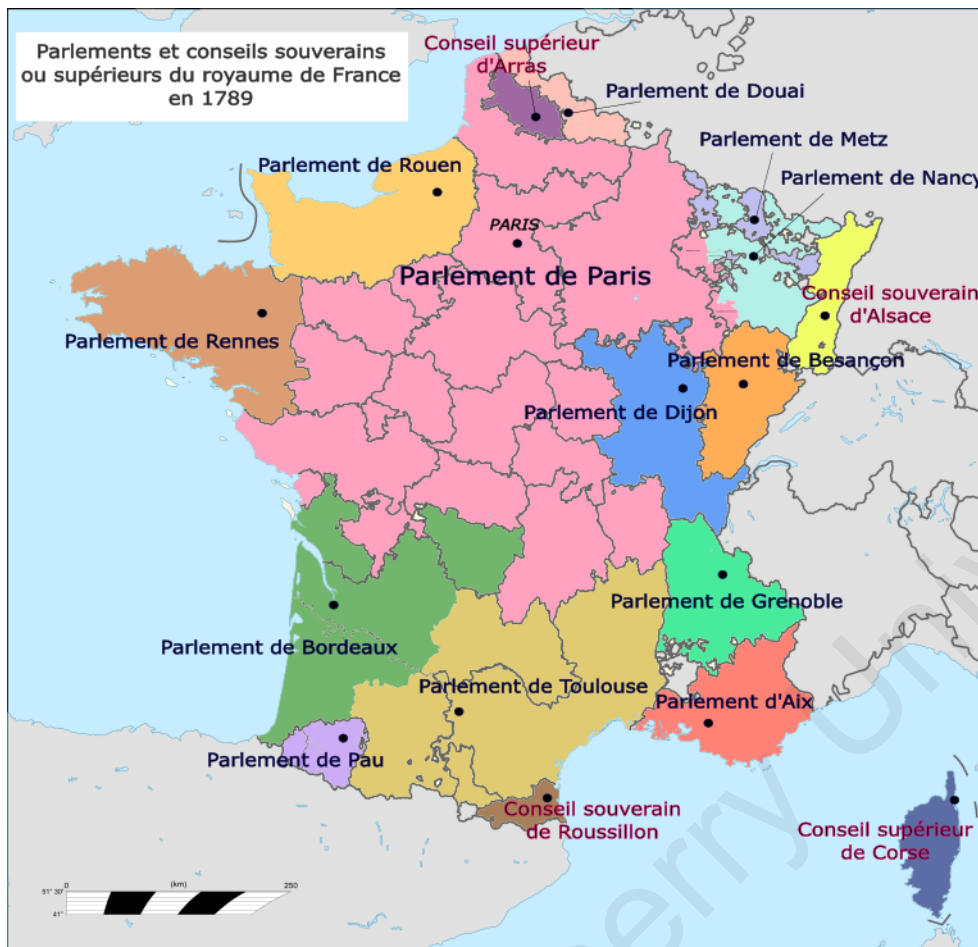 Parlements et conseils souverains
ou supérieurs du royaume de France
en 1789
Conseil supérieur
d'Arras
Parlement de Douai
Parlement de Metz
Parlement de Rouen
Parlement de Nancy
PARIS
Parlement de Paris
Conseil souverain
d'Alsace
Parlement de Rennes
Parlement de Besançon
Parlement de Dijon
Parlement de Grenoble
Parlement de Bordeaux
Parlement de Toulouse
Parlement d'Aix
Parlement de Pau
Conseil souverain
de Roussillon
Conseil supérieur
de Corse
0 (km) 250
51° 30'
41°